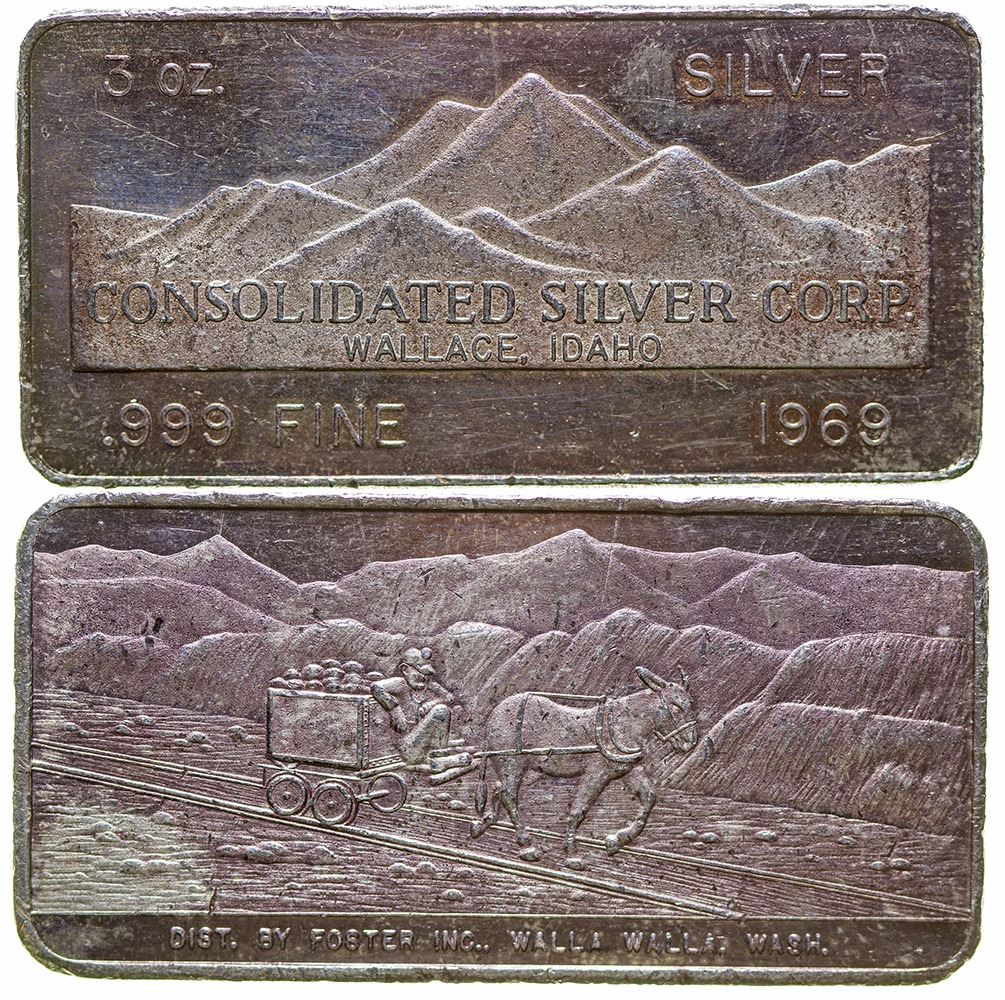 3 OZ. SILVER
CONSOLIDATED SILVER CORP.
WALLACE, IDAHO
.999 FINE 1969
DIST. BY FOSTER INC., WALLA WALLA, WASH.